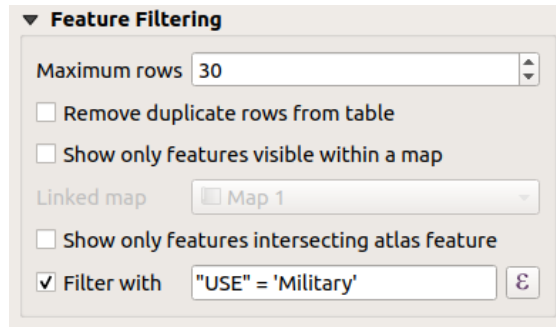 Feature Filtering
Maximum rows 30
Remove duplicate rows from table
Show only features visible within a map
Linked map Map 1
Show only features intersecting atlas feature
Filter with "USE" = 'Military' ε